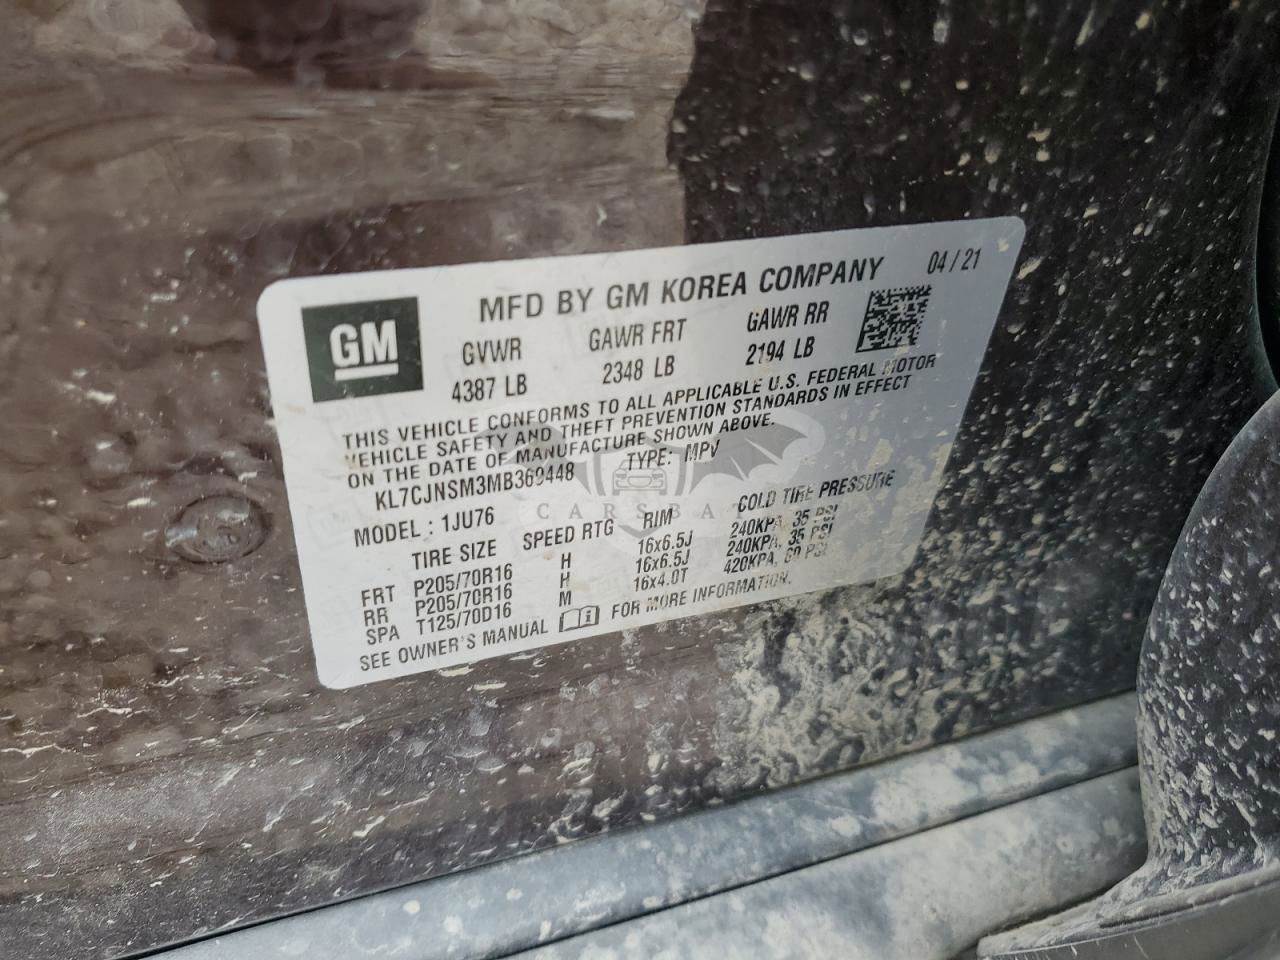 GM
MFD BY GM KOREA COMPANY 04 / 21
GVWR GAWR FRT GAWR RR
4387 LB 2348 LB 2194 LB
THIS VEHICLE CONFORMS TO ALL APPLICABLE U.S. FEDERAL MOTOR
VEHICLE SAFETY AND THEFT PREVENTION STANDARDS IN EFFECT
ON THE DATE OF MANUFACTURE SHOWN ABOVE.
KL7CJNSM3MB369448 TYPE: MPV
MODEL : 1JU76
TIRE SIZE SPEED RTG RIM COLD TIRE PRESSURE
FRT P205/70R16 H 16x6.5J 240KPA, 35 PSI
RR P205/70R16 H 16x6.5J 240KPA, 35 PSI
SPA T125/70D16 M 16x4.0T 420KPA, 60 PSI
SEE OWNER'S MANUAL FOR MORE INFORMATION.